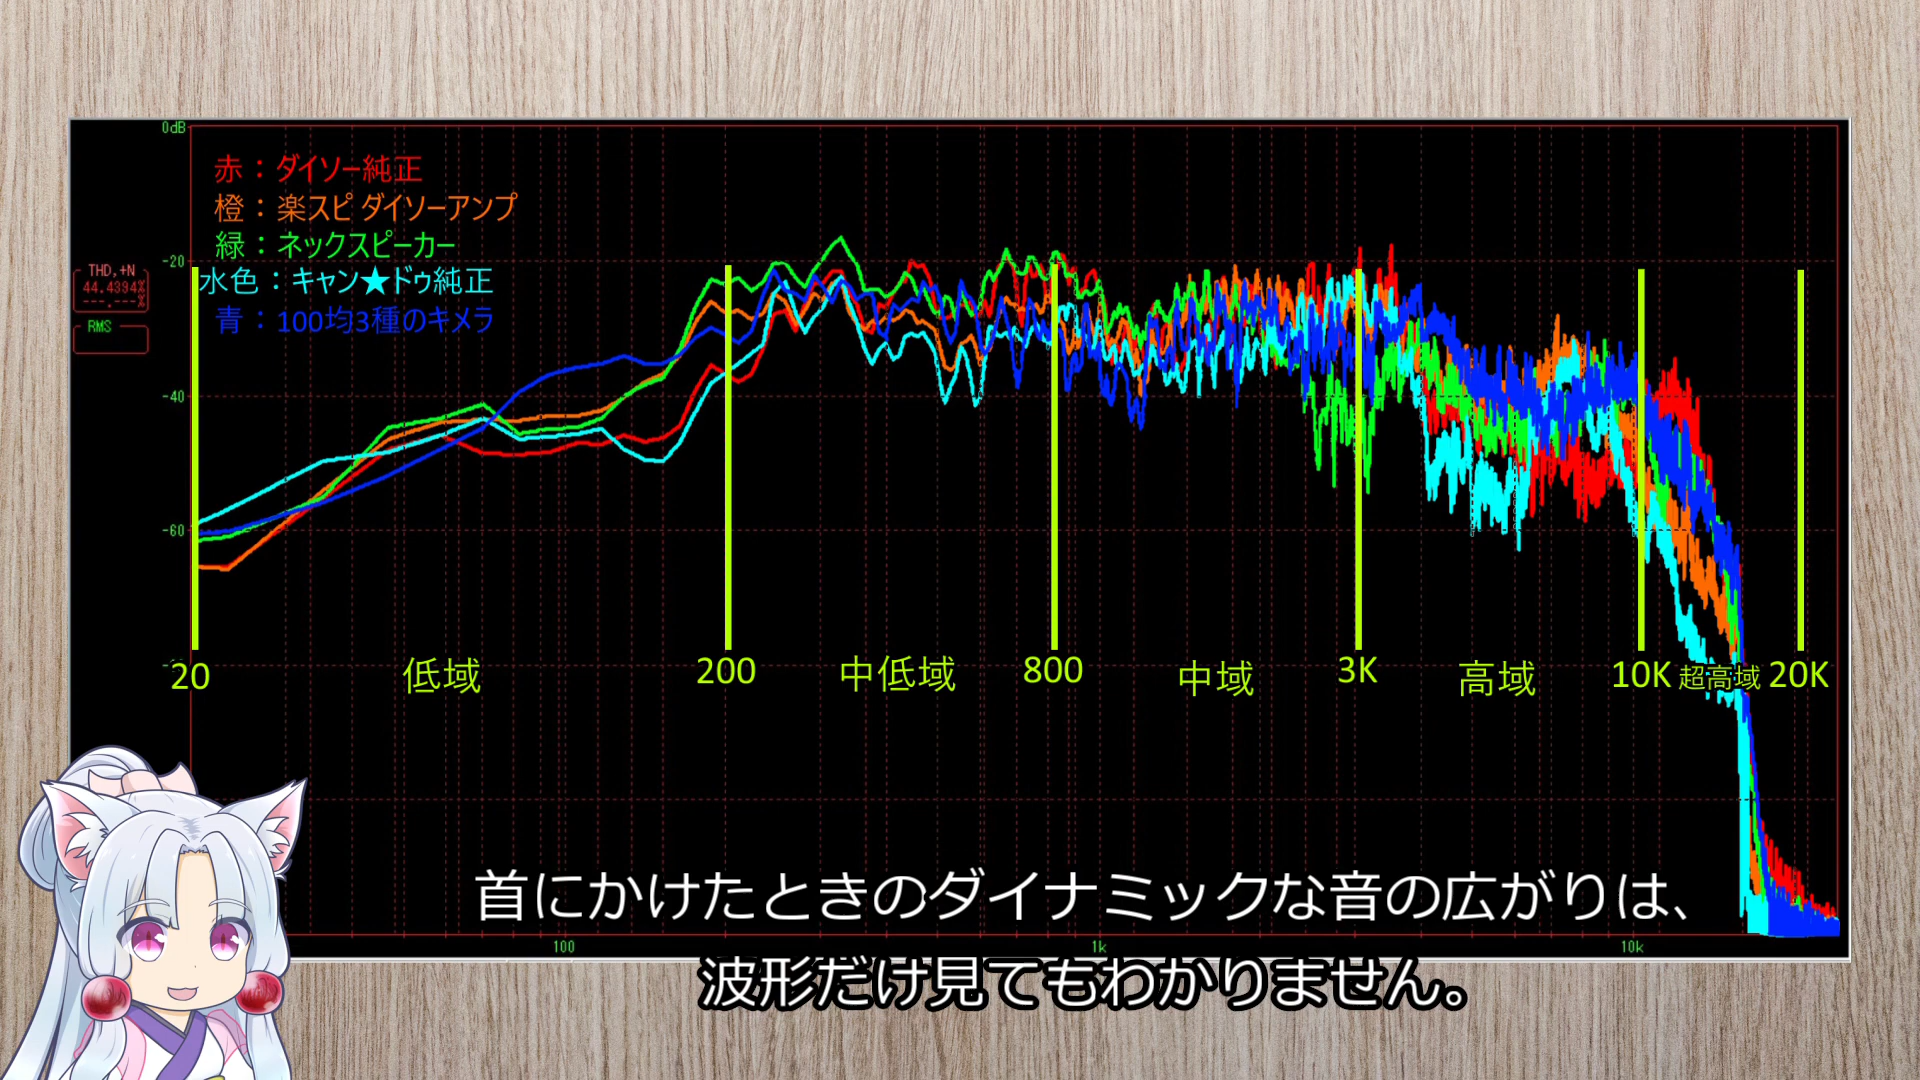 0dB
赤：ダイソー純正
橙：楽スピ ダイソーアンプ
緑：ネックスピーカー
水色：キャン★ドゥ純正
青：100均3種のキメラ
-20
THD,+N
44.4394%
---.---%
RMS
-40
-60
20 低域 200 中低域 800 中域 3K 高域 10K 超高域 20K
首にかけたときのダイナミックな音の広がりは、
100 1k 10k
波形だけ見てもわかりません。